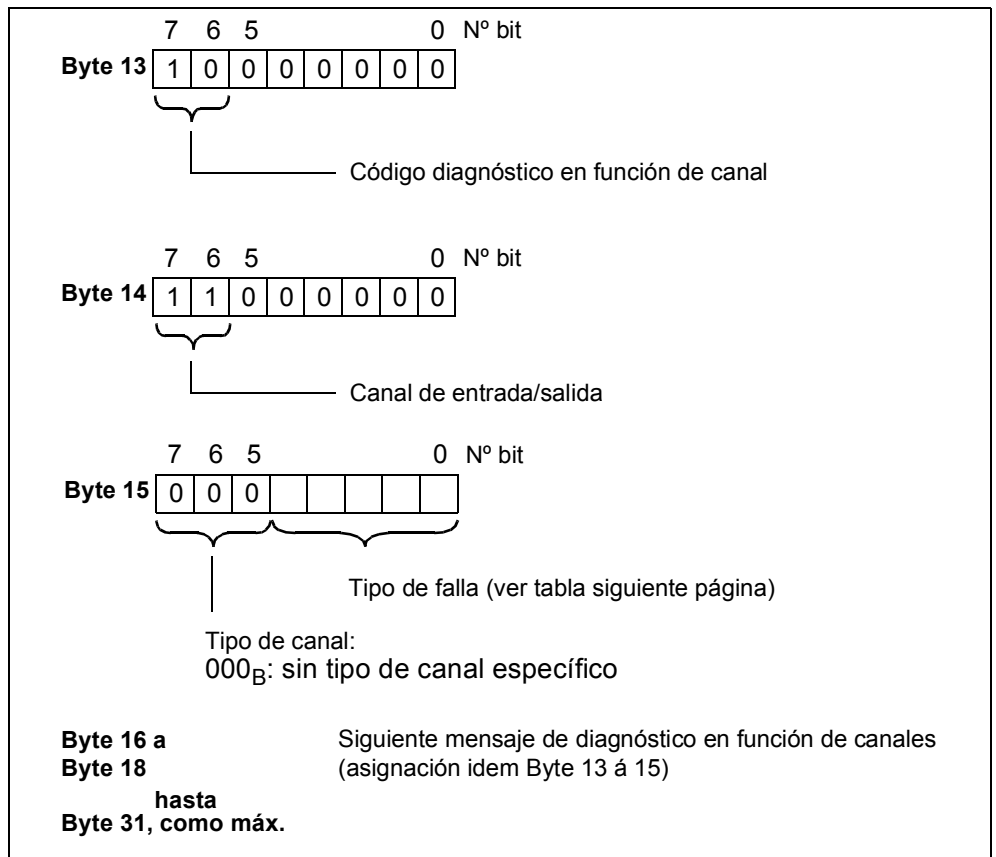 7 6 5 0 Nº bit
Byte 13 1 0 0 0 0 0 0 0
Código diagnóstico en función de canal
7 6 5 0 Nº bit
Byte 14 1 1 0 0 0 0 0 0
Canal de entrada/salida
7 6 5 0 Nº bit
Byte 15 0 0 0
Tipo de falla (ver tabla siguiente página)
Tipo de canal:
000B: sin tipo de canal específico
Byte 16 a Siguiente mensaje de diagnóstico en función de canales
Byte 18 (asignación idem Byte 13 á 15)
hasta
Byte 31, como máx.